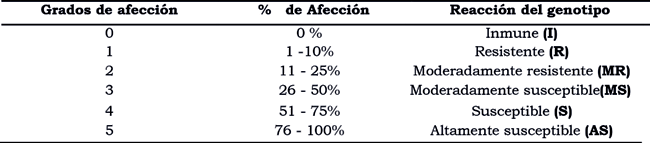 Grados de afección % de Afección Reacción del genotipo
0 0 % Inmune (I)
1 1 -10% Resistente (R)
2 11 - 25% Moderadamente resistente (MR)
3 26 - 50% Moderadamente susceptible(MS)
4 51 - 75% Susceptible (S)
5 76 - 100% Altamente susceptible (AS)